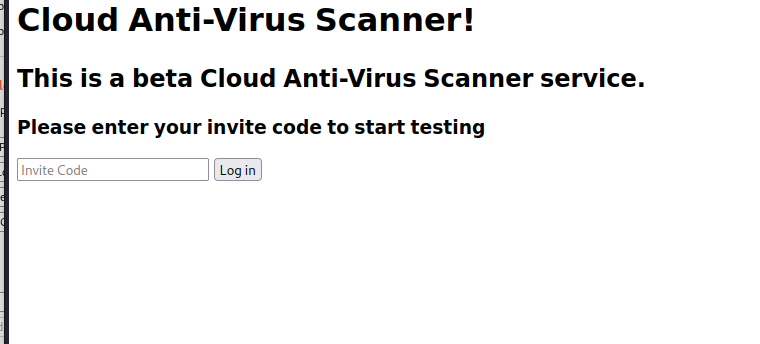 Cloud Anti-Virus Scanner!
This is a beta Cloud Anti-Virus Scanner service.
Please enter your invite code to start testing
Invite Code Log in